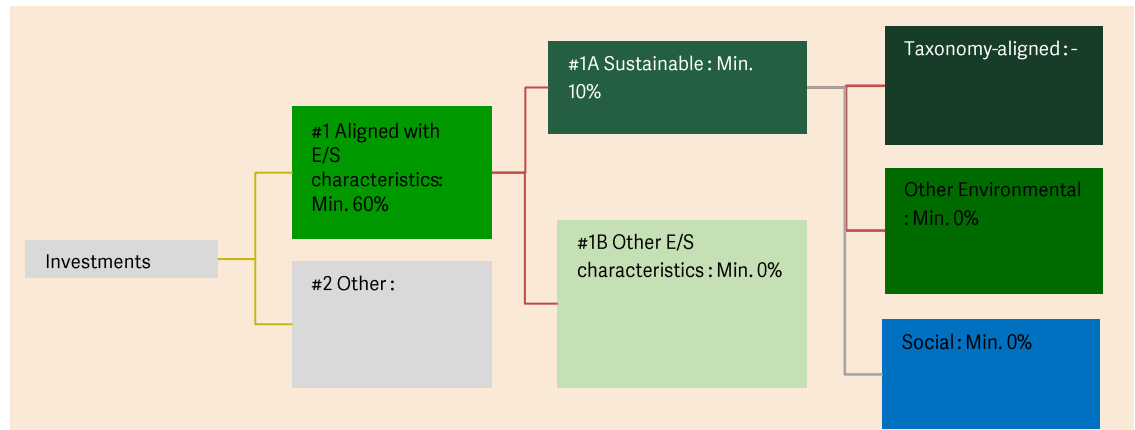 Investments
#1 Aligned with
E/S
characteristics:
Min. 60%
#2 Other :
#1A Sustainable : Min.
10%
#1B Other E/S
characteristics : Min. 0%
Taxonomy-aligned : -
Other Environmental
: Min. 0%
Social : Min. 0%